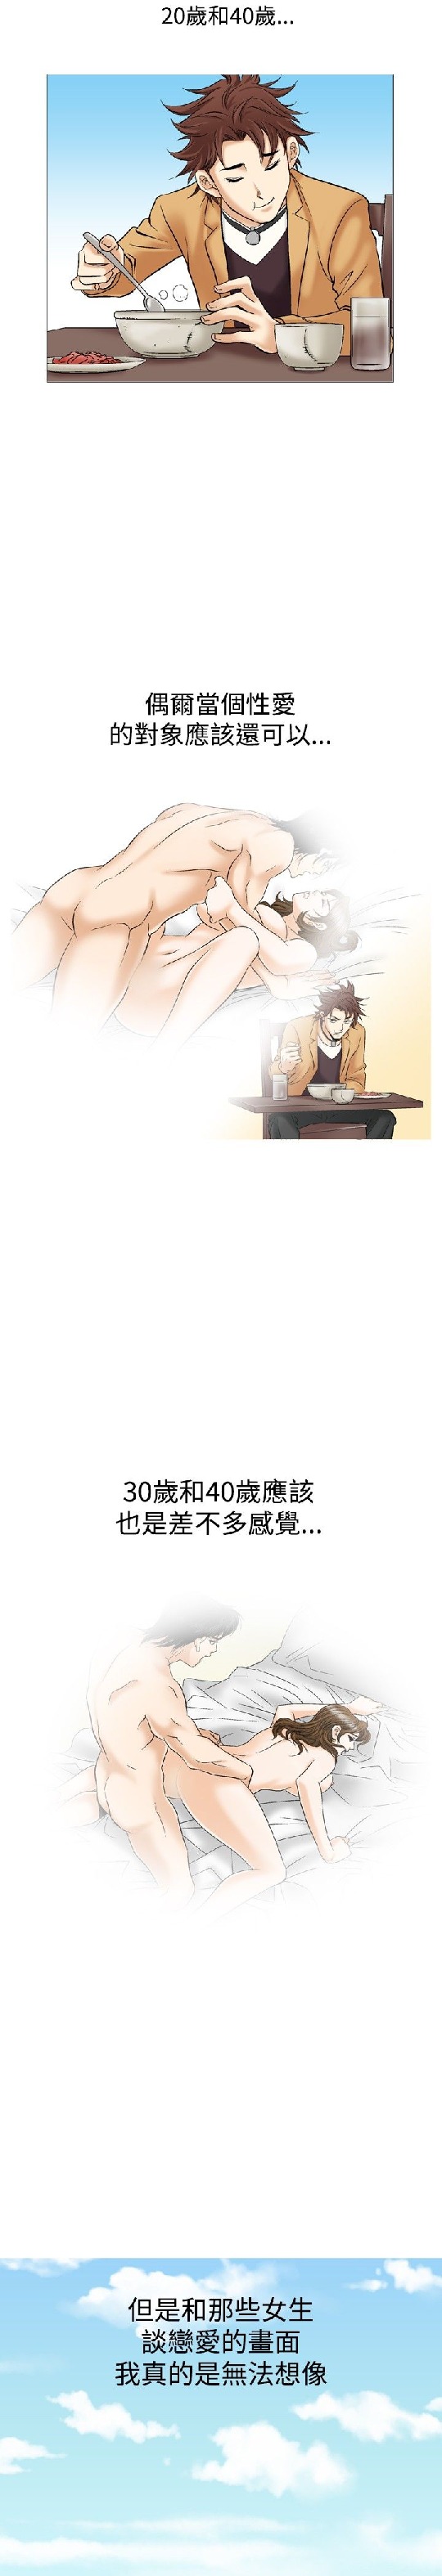 20歲和40歲...
偶爾當個性愛
的對象應該還可以...
30歲和40歲應該
也是差不多感覺...
但是和那些女生
談戀愛的畫面
我真的是無法想像